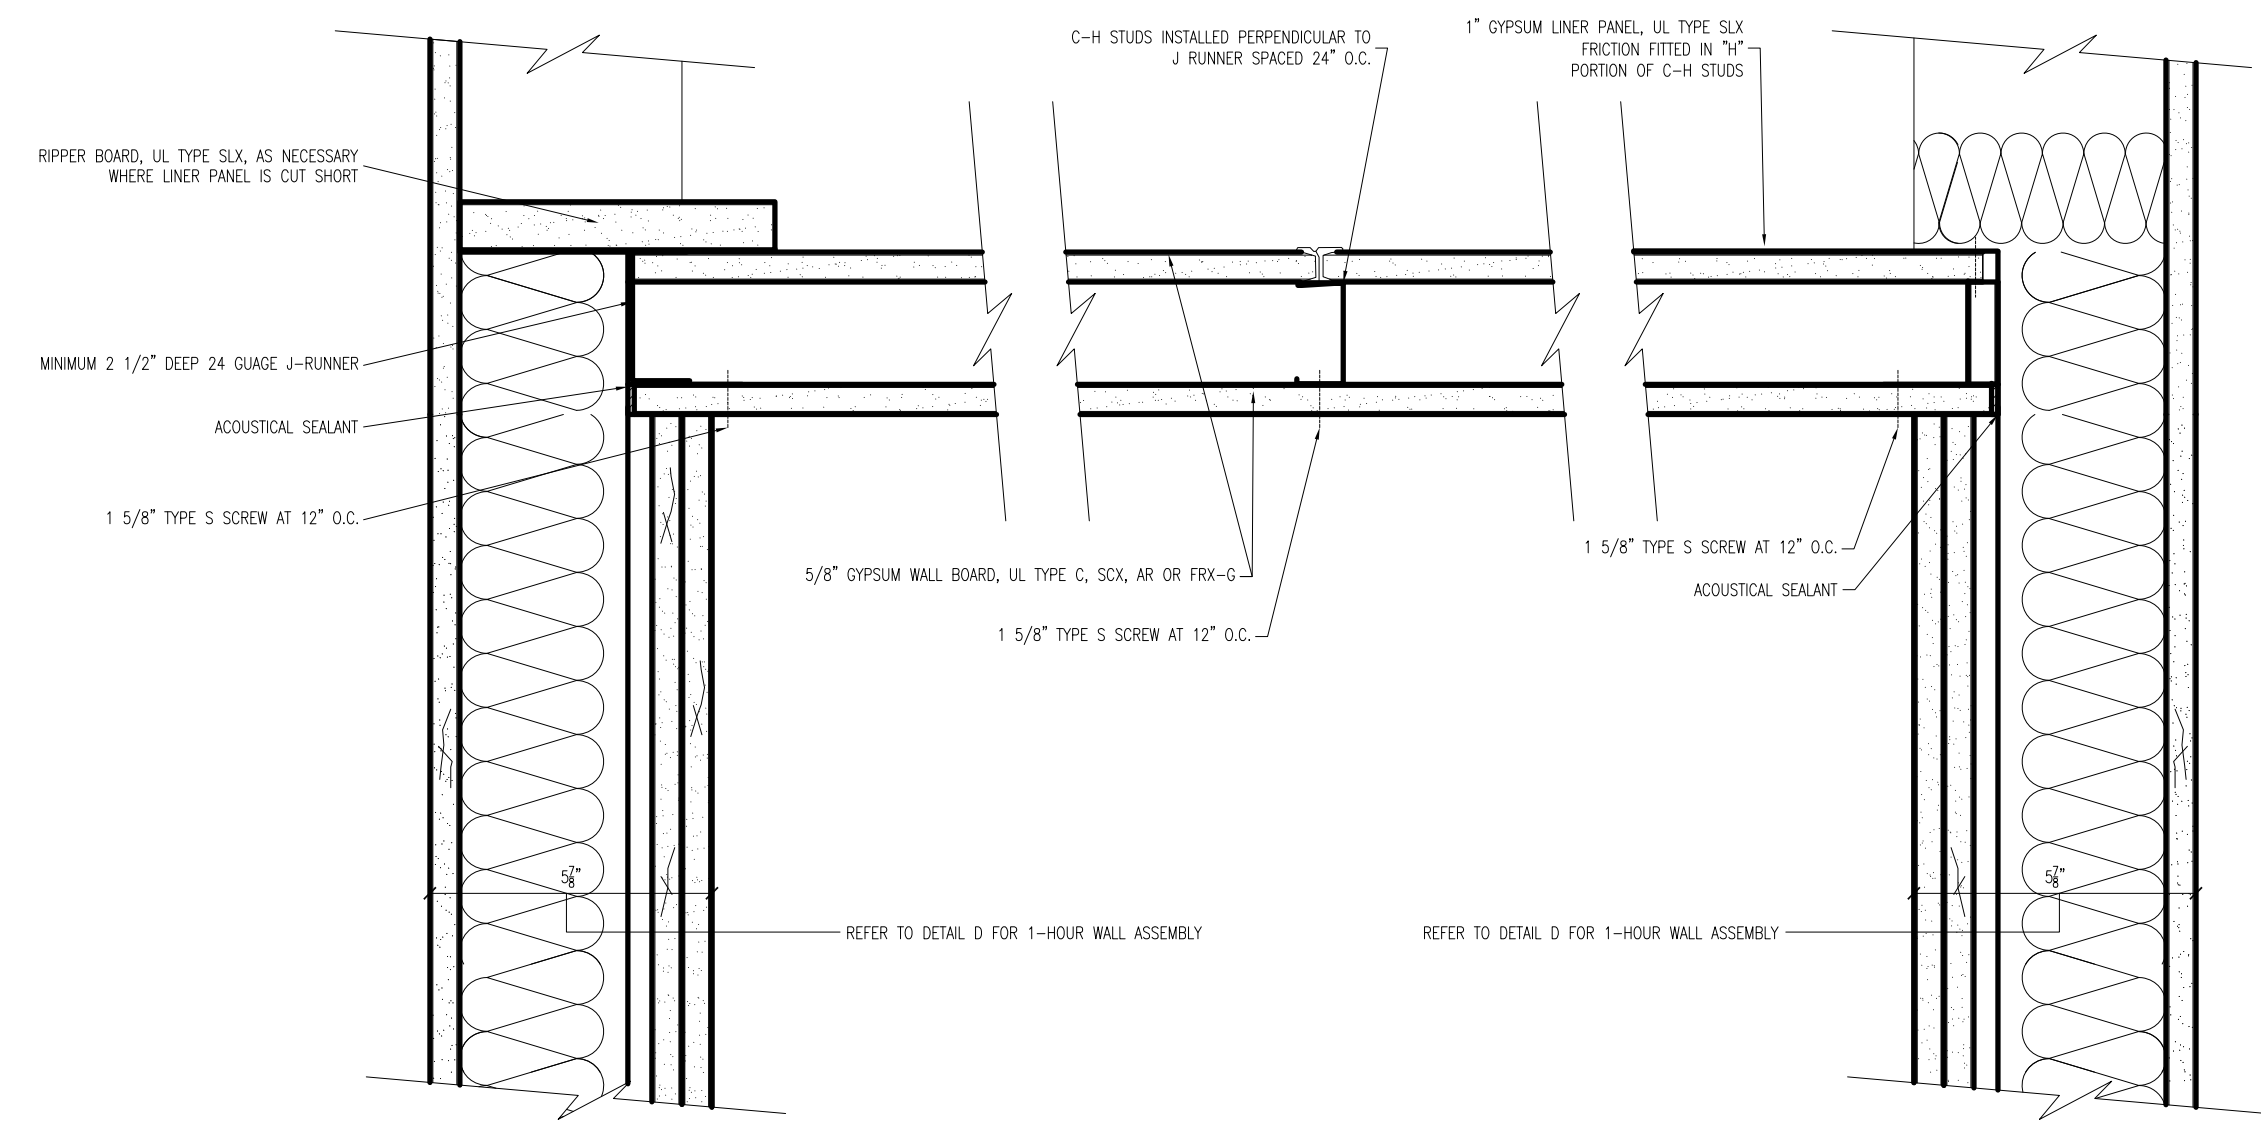 C-H STUDS INSTALLED PERPENDICULAR TO
J RUNNER SPACED 24" O.C.
1" GYPSUM LINER PANEL, UL TYPE SLX
FRICTION FITTED IN "H"
PORTION OF C-H STUDS
RIPPER BOARD, UL TYPE SLX, AS NECESSARY
WHERE LINER PANEL IS CUT SHORT
MINIMUM 2 1/2" DEEP 24 GUAGE J-RUNNER
ACOUSTICAL SEALANT
1 5/8" TYPE S SCREW AT 12" O.C.
5/8" GYPSUM WALL BOARD, UL TYPE C, SCX, AR OR FRX-G
1 5/8" TYPE S SCREW AT 12" O.C.
1 5/8" TYPE S SCREW AT 12" O.C.
ACOUSTICAL SEALANT
5 7/8"
REFER TO DETAIL D FOR 1-HOUR WALL ASSEMBLY
5 7/8"
REFER TO DETAIL D FOR 1-HOUR WALL ASSEMBLY